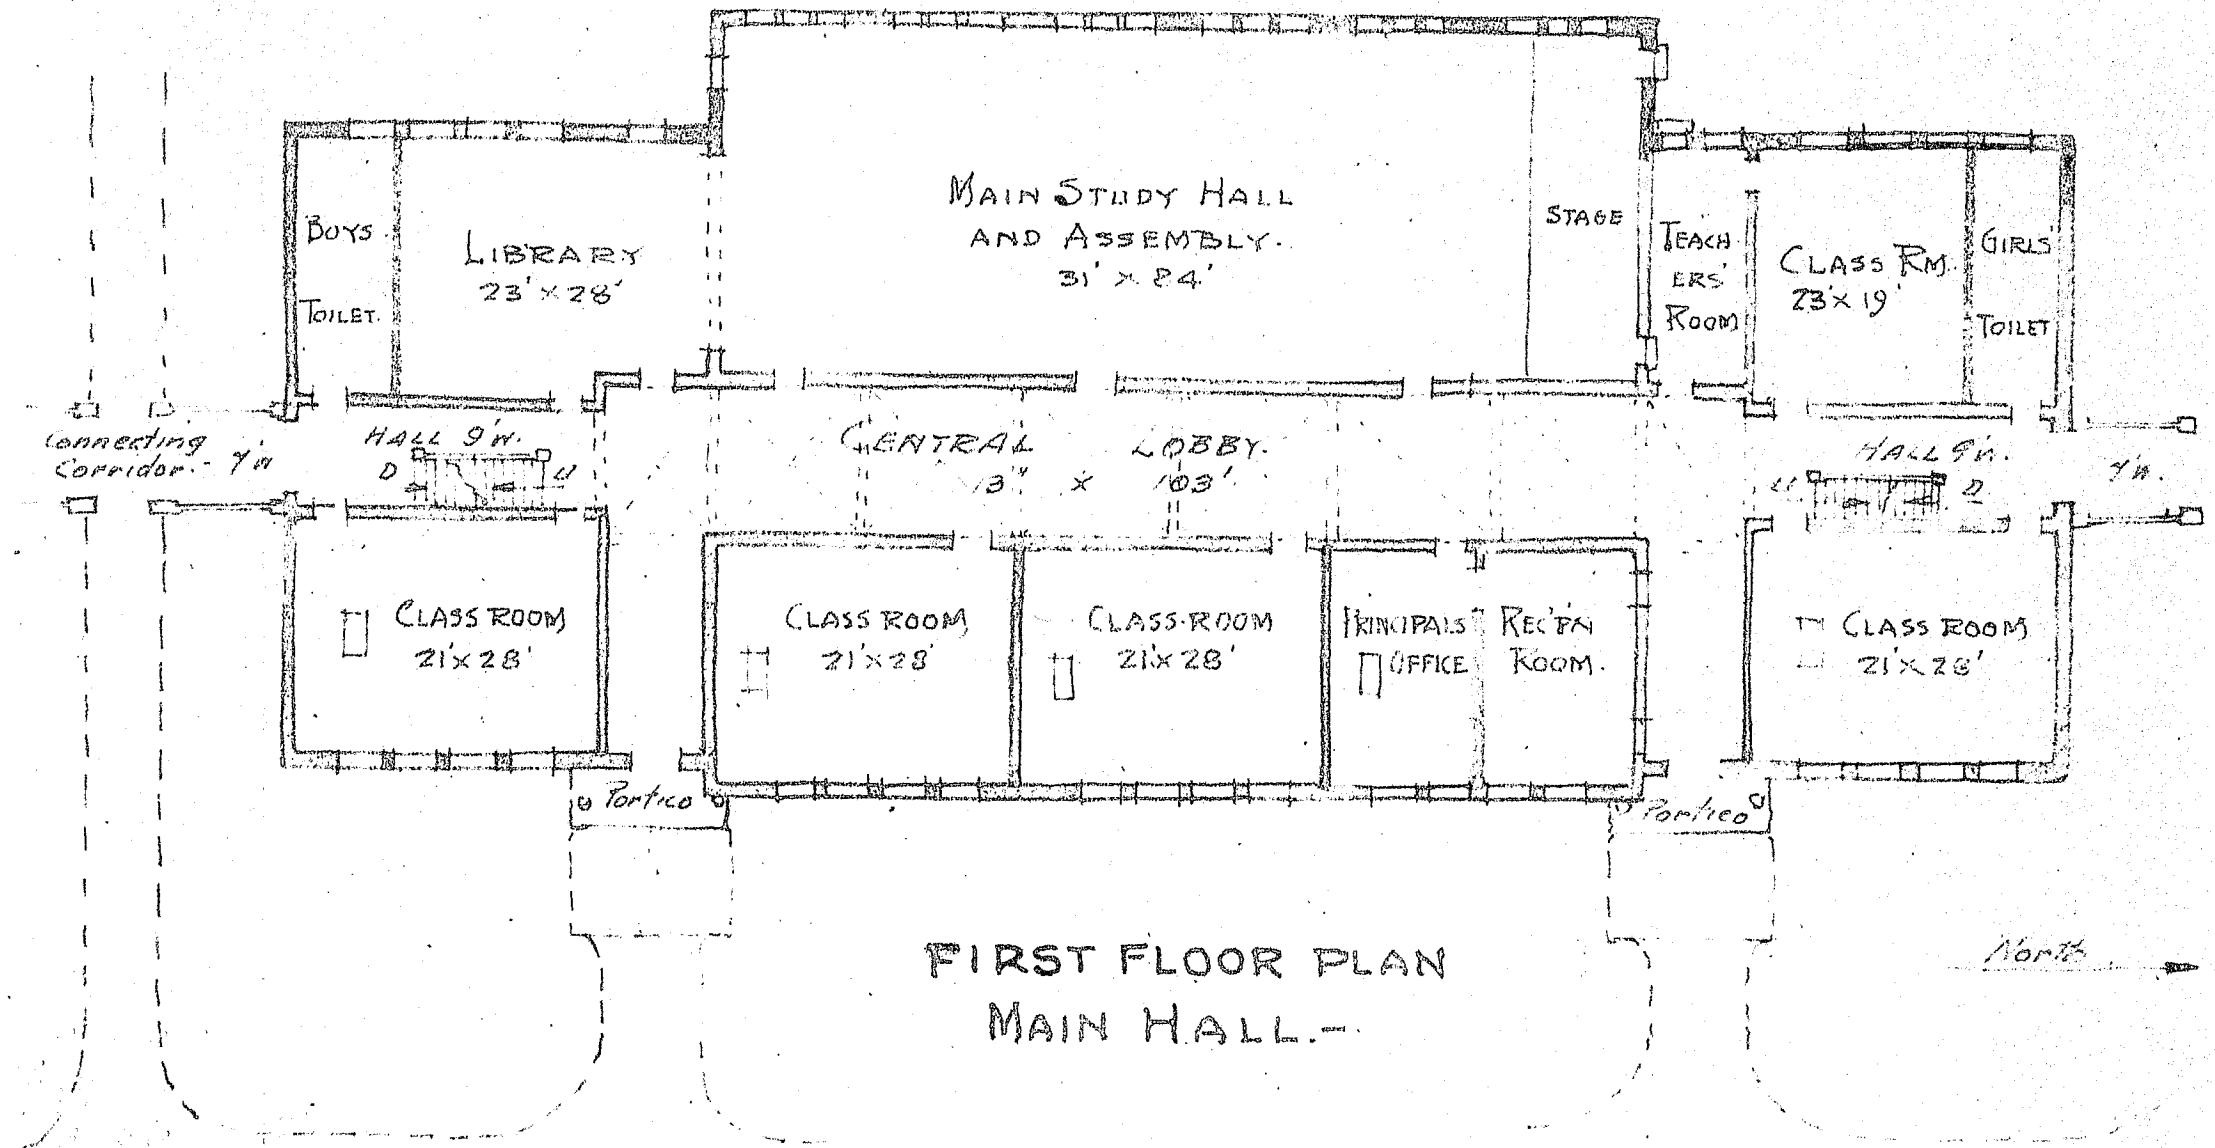 MAIN STUDY HALL
AND ASSEMBLY.
31' x 84'
STAGE
BOYS
TOILET.
LIBRARY
23' x 28'
TEACH
ERS'
ROOM
CLASS RM.
23' x 19'
GIRLS'
TOILET
Connecting
Corridor.-
HALL 9'W.
D
U
CENTRAL LOBBY.
13' x 103'
HALL 9'W.
U
D
CLASS ROOM
21' x 28'
CLASS ROOM
21' x 28'
CLASS ROOM
21' x 28'
PRINCIPALS
OFFICE
REC'P'N
ROOM.
CLASS ROOM
21' x 28'
Portico
Portico
FIRST FLOOR PLAN
MAIN HALL.-
North